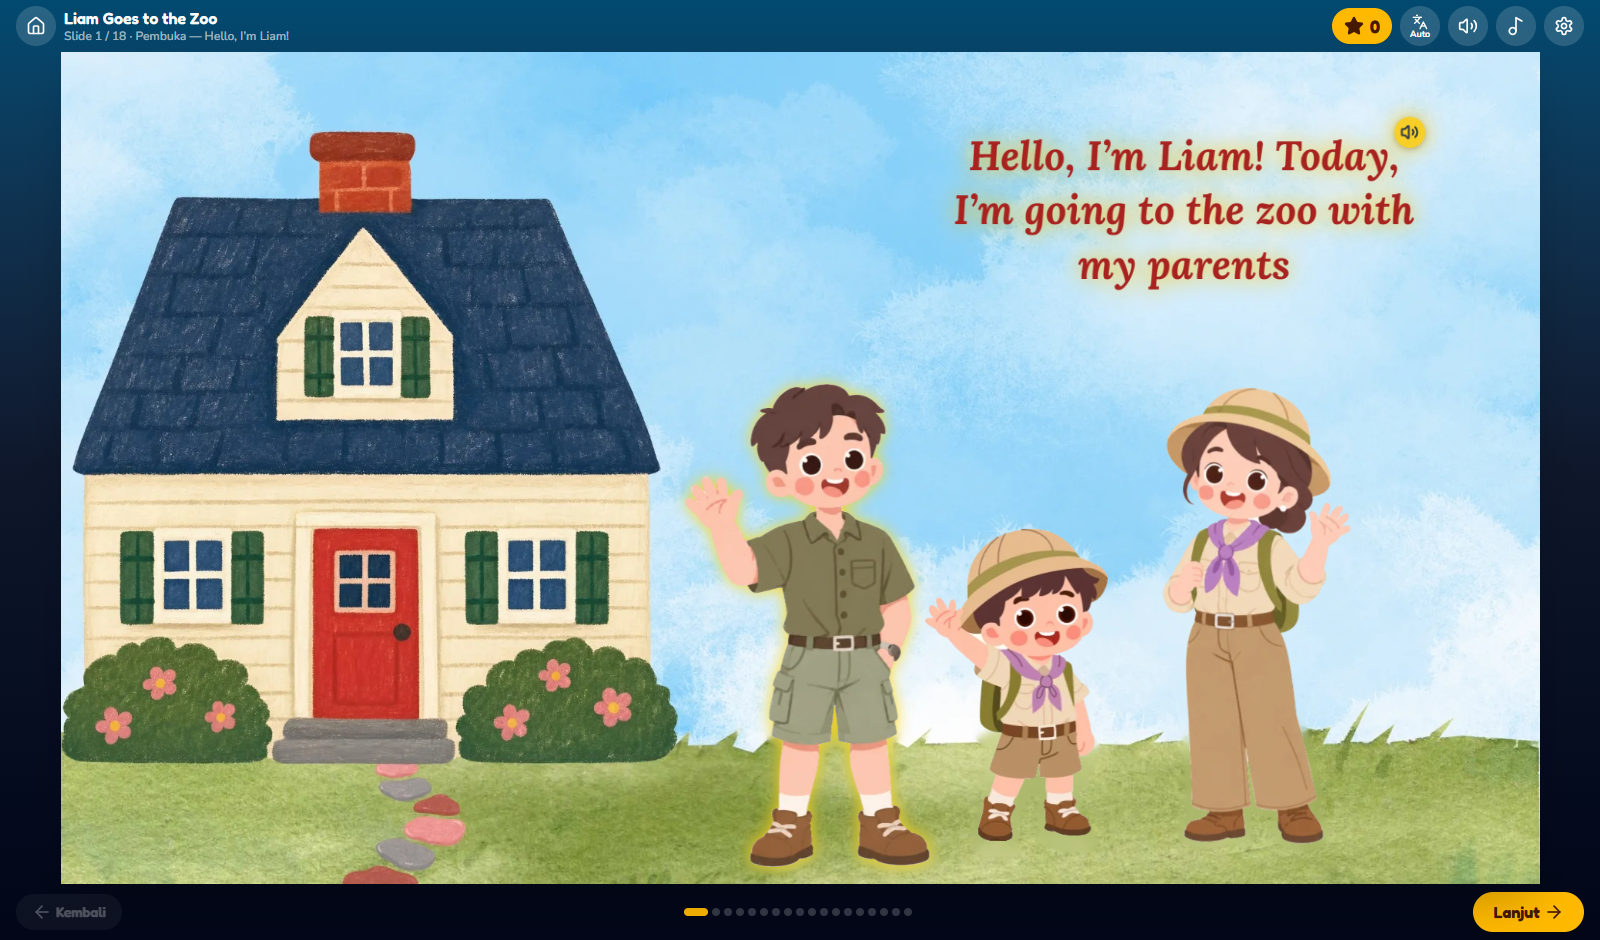 Liam Goes to the Zoo
Slide 1 / 18 · Pembuka — Hello, I'm Liam!
0
Auto
Hello, I'm Liam! Today,
I'm going to the zoo with
my parents
Kembali
Lanjut